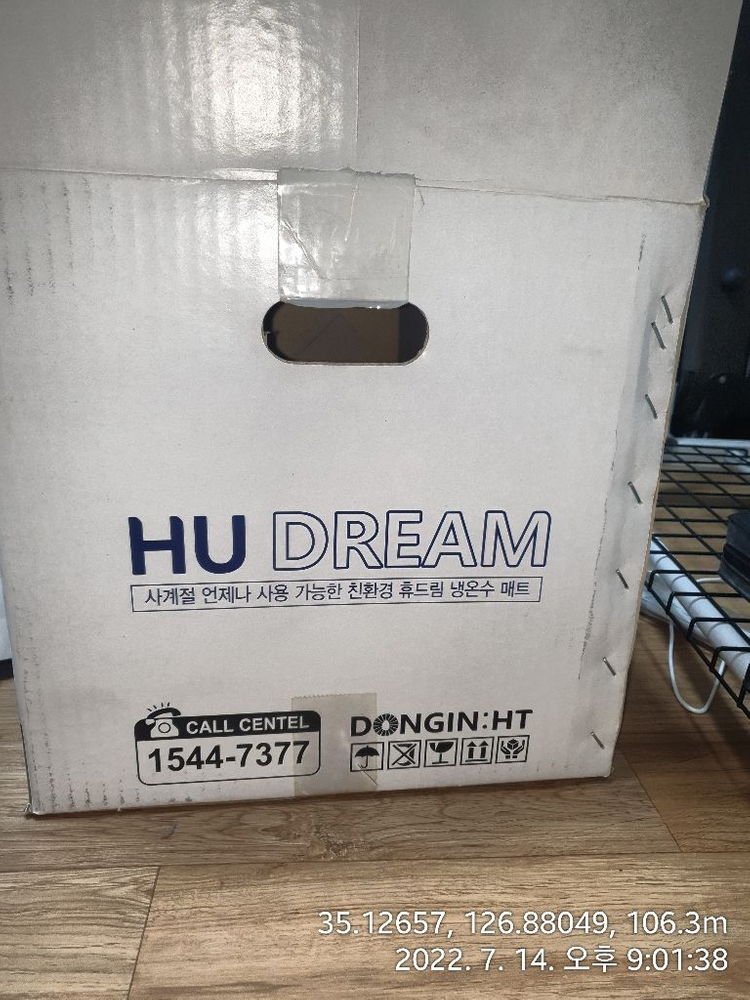 HU DREAM
사계절 언제나 사용 가능한 친환경 휴드림 냉온수 매트
CALL CENTEL
1544-7377
DONGIN:HT
35.12657, 126.88049, 106.3m
2022. 7. 14. 오후 9:01:38